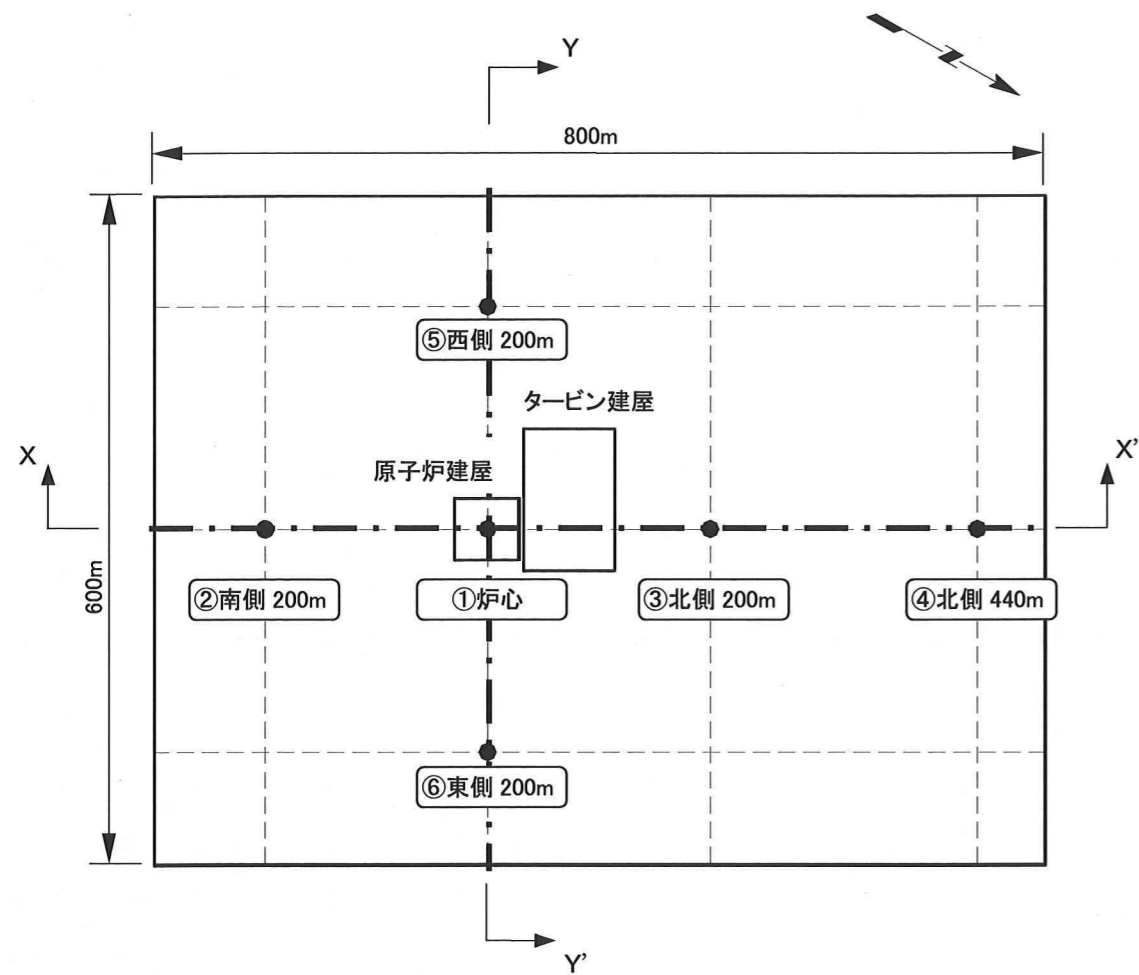 Y
N
800m
⑤西側 200m
タービン建屋
X
原子炉建屋
X'
600m
②南側 200m
①炉心
③北側 200m
④北側 440m
⑥東側 200m
Y'